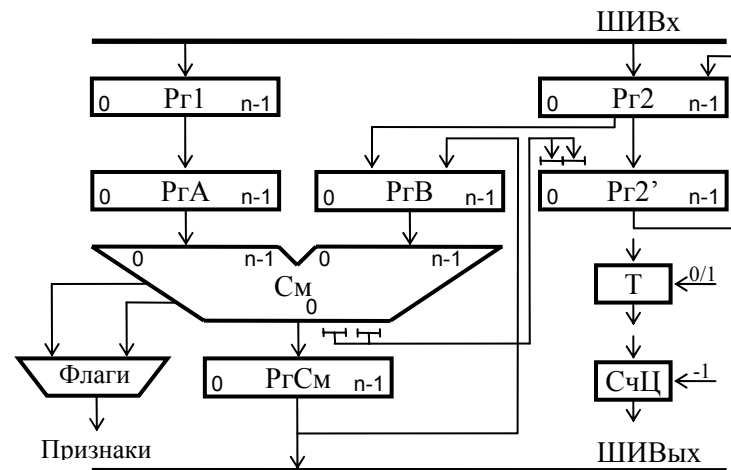 ШИВх
0 Рг1 n-1
0 Рг2 n-1
0 РгА n-1
0 РгВ n-1
0 Рг2’ n-1
0 n-1 0 n-1
См
0
Т
0/1
Флаги
0 РгСм n-1
СчЦ
-1
Признаки
ШИВых